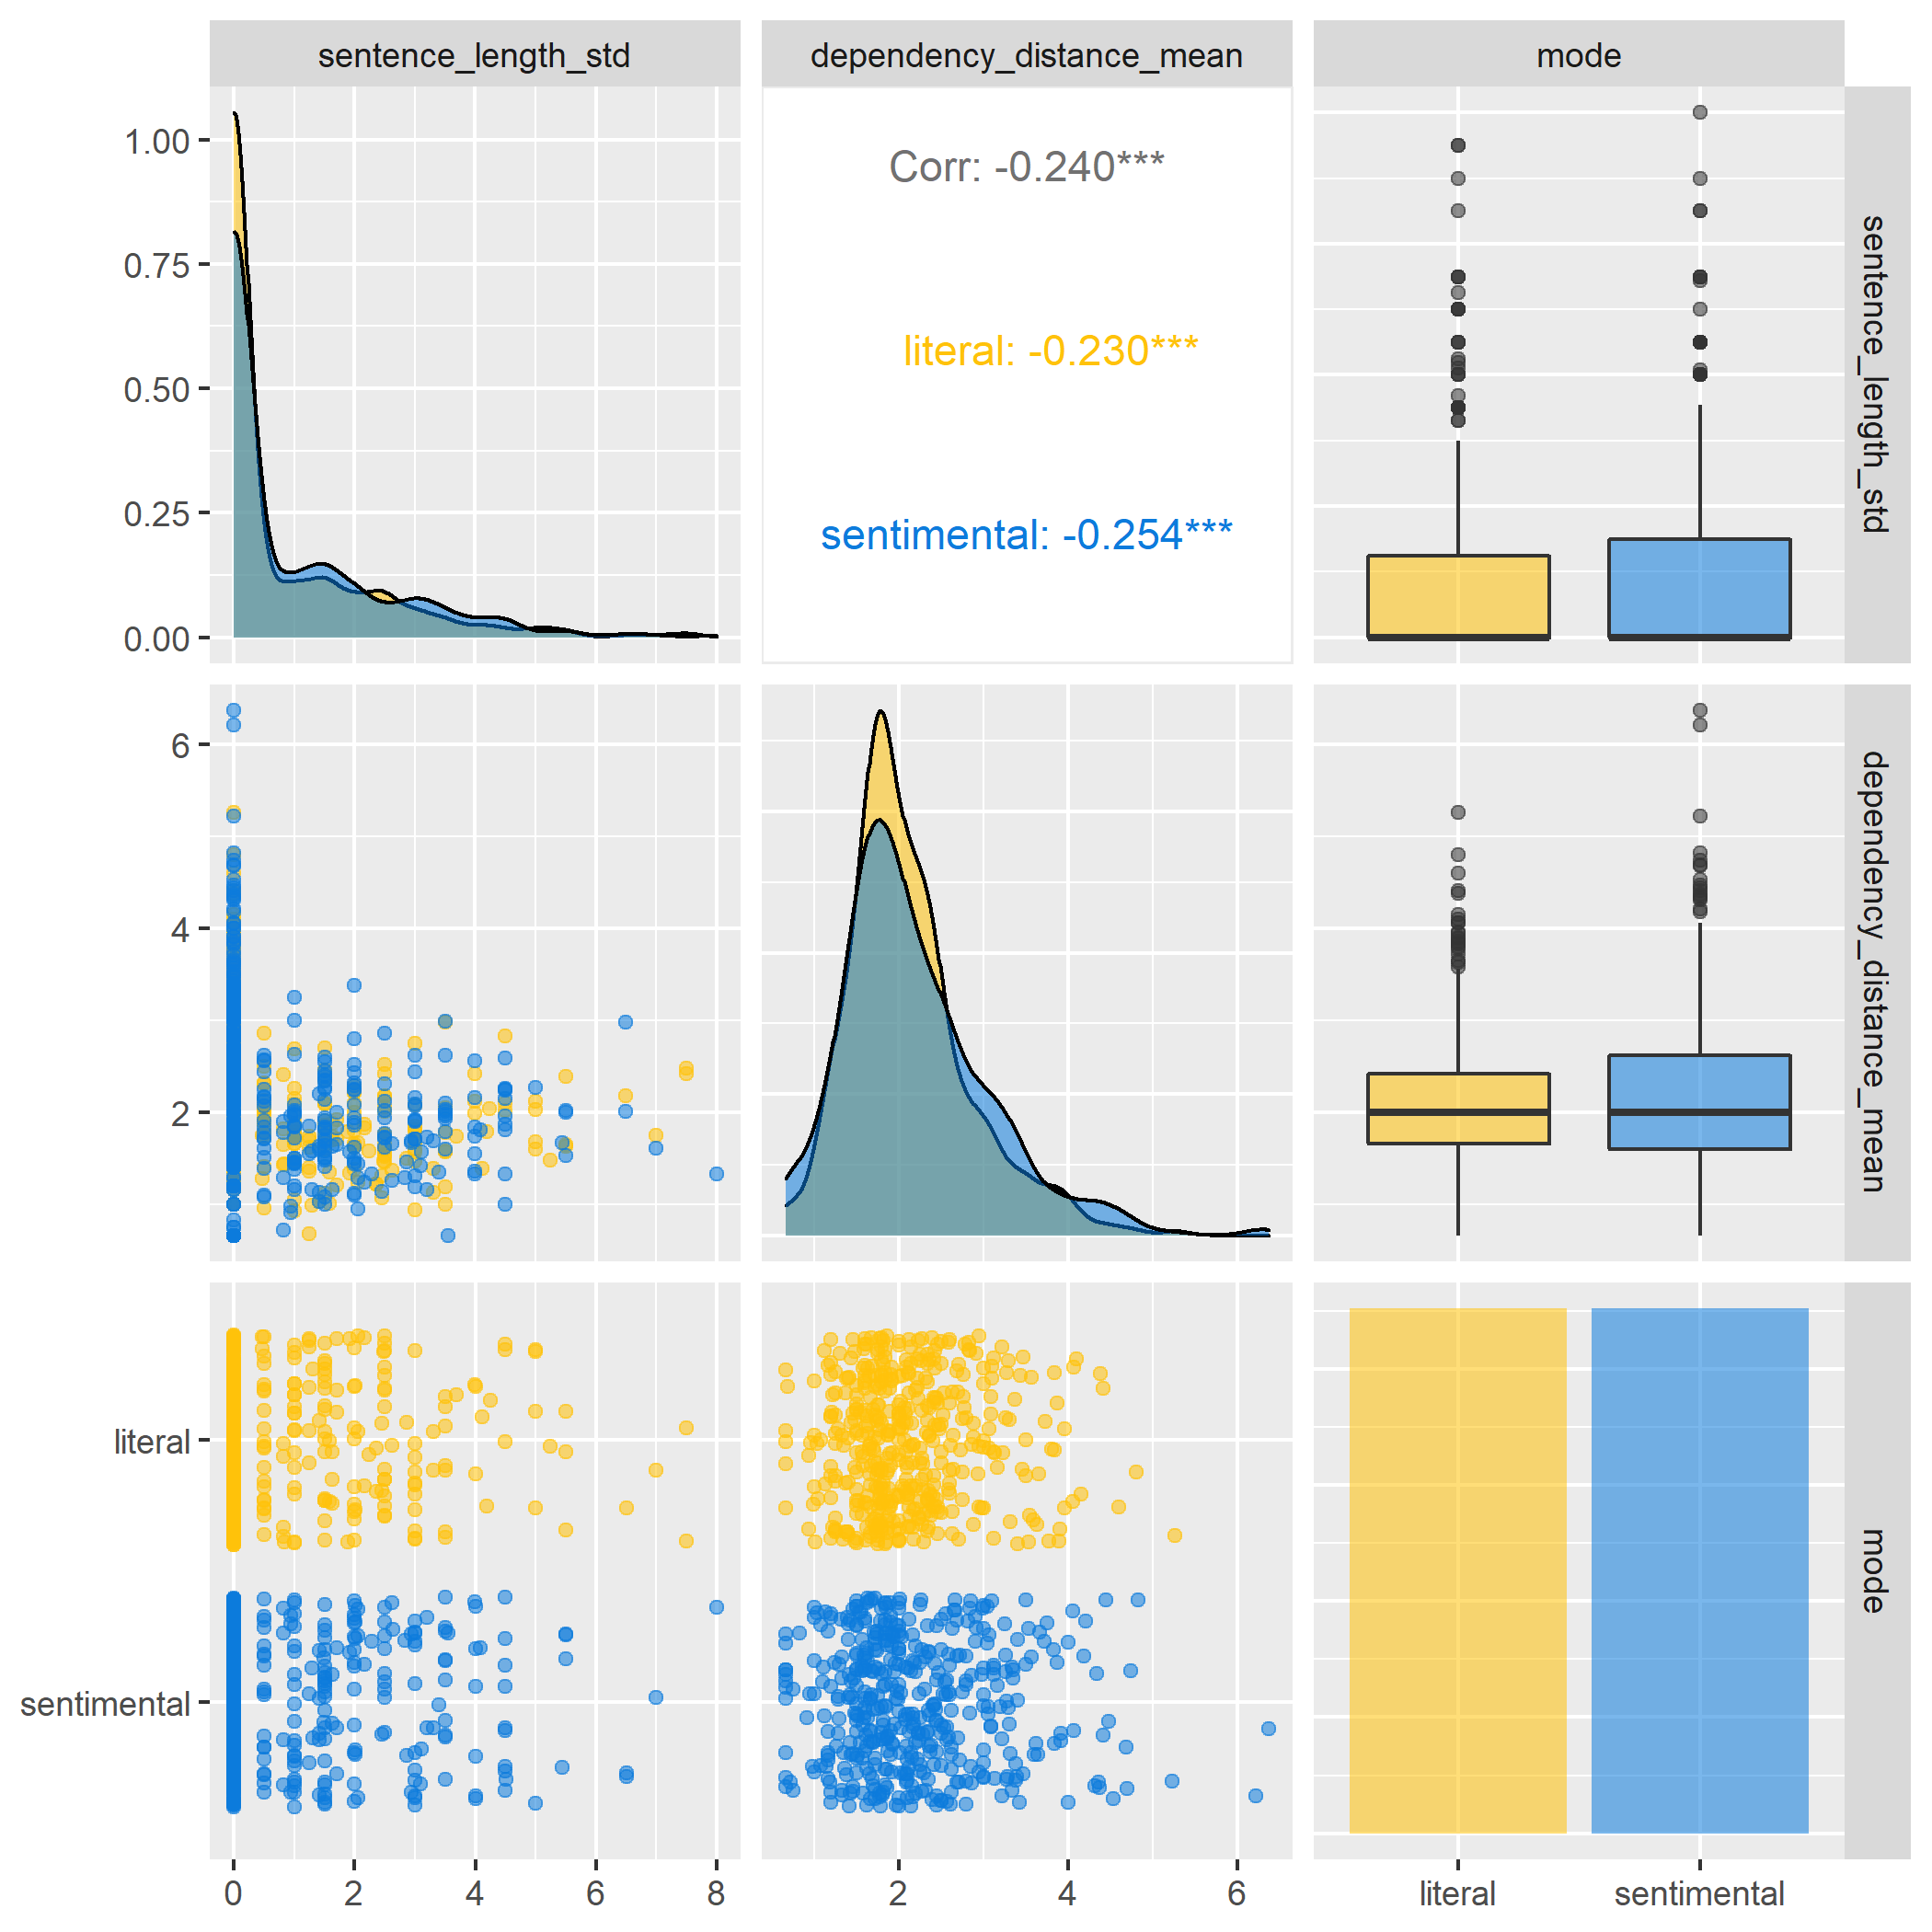 sentence_length_std
dependency_distance_mean
mode
1.00
0.75
0.50
0.25
0.00
Corr: -0.240***
literal: -0.230***
sentimental: -0.254***
sentence_length_std
6
4
2
dependency_distance_mean
literal
sentimental
mode
0 2 4 6 8
2 4 6
literal sentimental